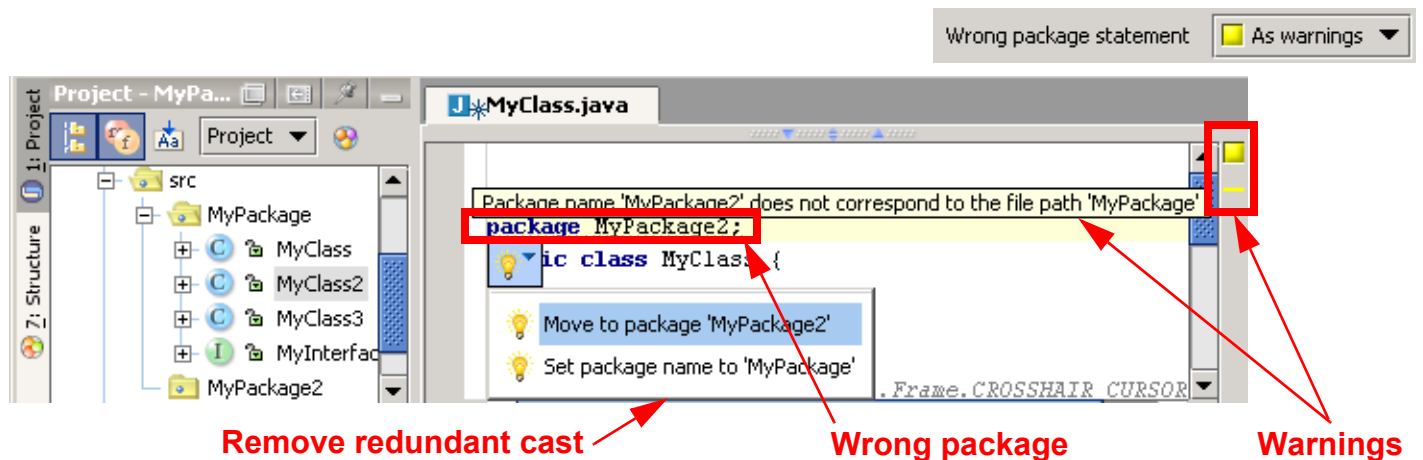 Wrong package statement As warnings
Project - MyPa...
MyClass.java
1: Project
Project
src
MyPackage
MyClass
MyClass2
MyClass3
MyInterfac
MyPackage2
7: Structure
Package name 'MyPackage2' does not correspond to the file path 'MyPackage'
package MyPackage2;
ic class MyClass {
Move to package 'MyPackage2'
Set package name to 'MyPackage'
.Frame.CROSSHAIR_CURSOR
Remove redundant cast
Wrong package
Warnings